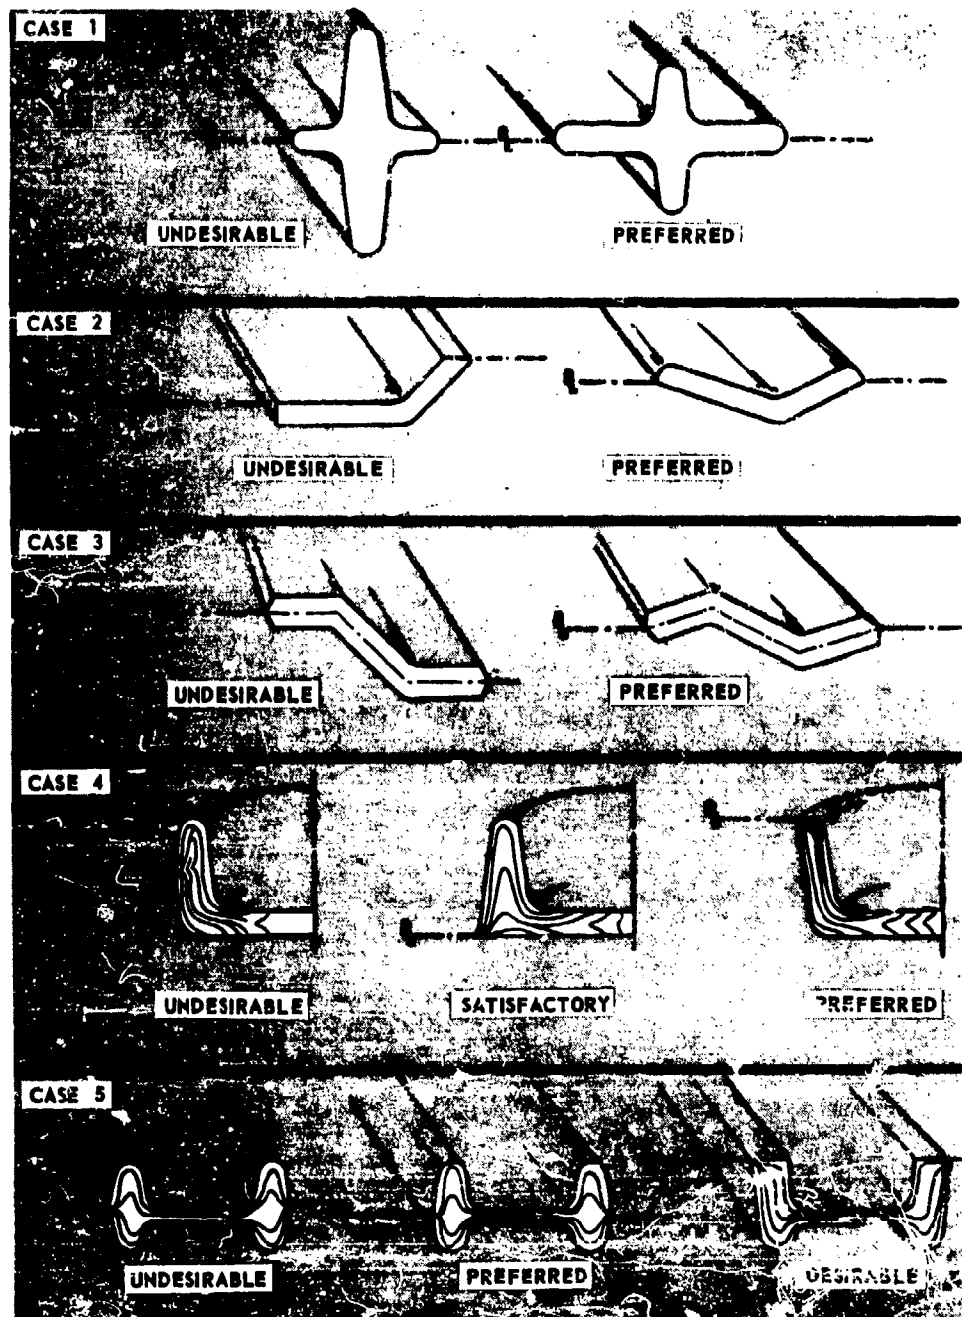 CASE 1
UNDESIRABLE
PREFERRED
CASE 2
UNDESIRABLE
PREFERRED
CASE 3
UNDESIRABLE
PREFERRED
CASE 4
UNDESIRABLE
SATISFACTORY
PREFERRED
CASE 5
UNDESIRABLE
PREFERRED
DESIRABLE